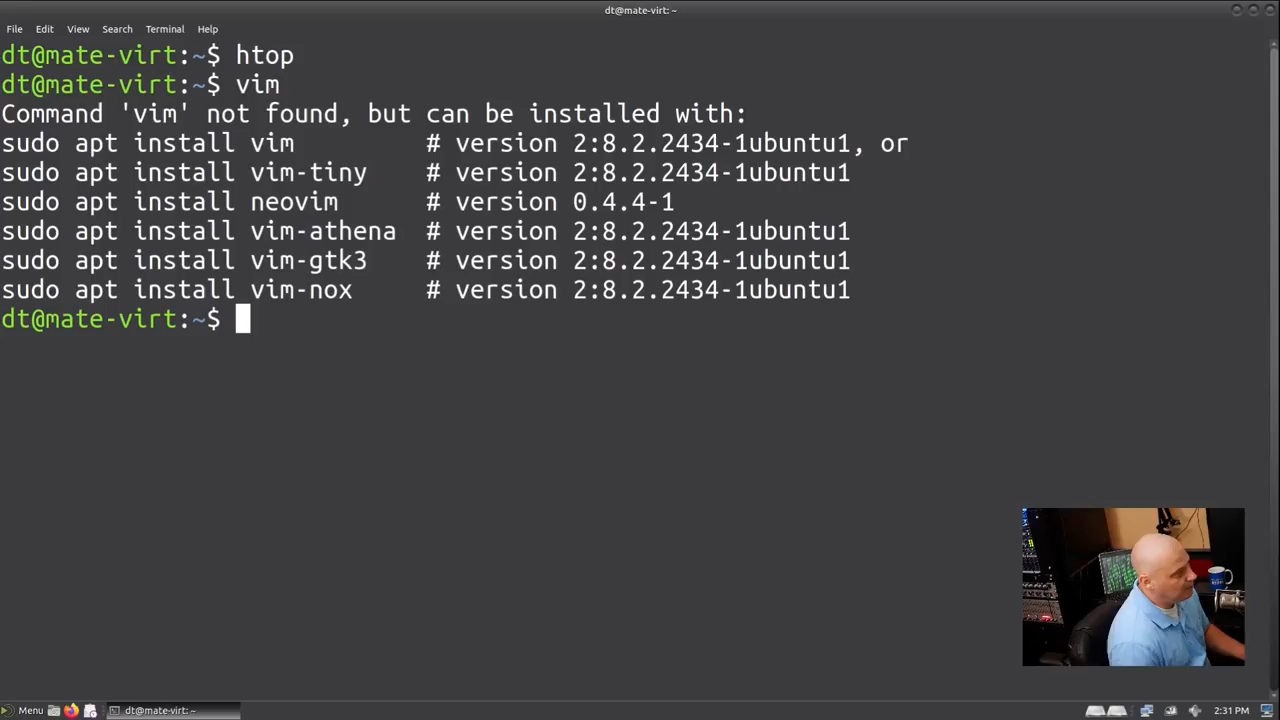 dt@mate-virt: ~
File Edit View Search Terminal Help
dt@mate-virt:~$ htop
dt@mate-virt:~$ vim
Command 'vim' not found, but can be installed with:
sudo apt install vim         # version 2:8.2.2434-1ubuntu1, or
sudo apt install vim-tiny    # version 2:8.2.2434-1ubuntu1
sudo apt install neovim      # version 0.4.4-1
sudo apt install vim-athena  # version 2:8.2.2434-1ubuntu1
sudo apt install vim-gtk3    # version 2:8.2.2434-1ubuntu1
sudo apt install vim-nox     # version 2:8.2.2434-1ubuntu1
dt@mate-virt:~$
Menu dt@mate-virt: ~ 2:31 PM